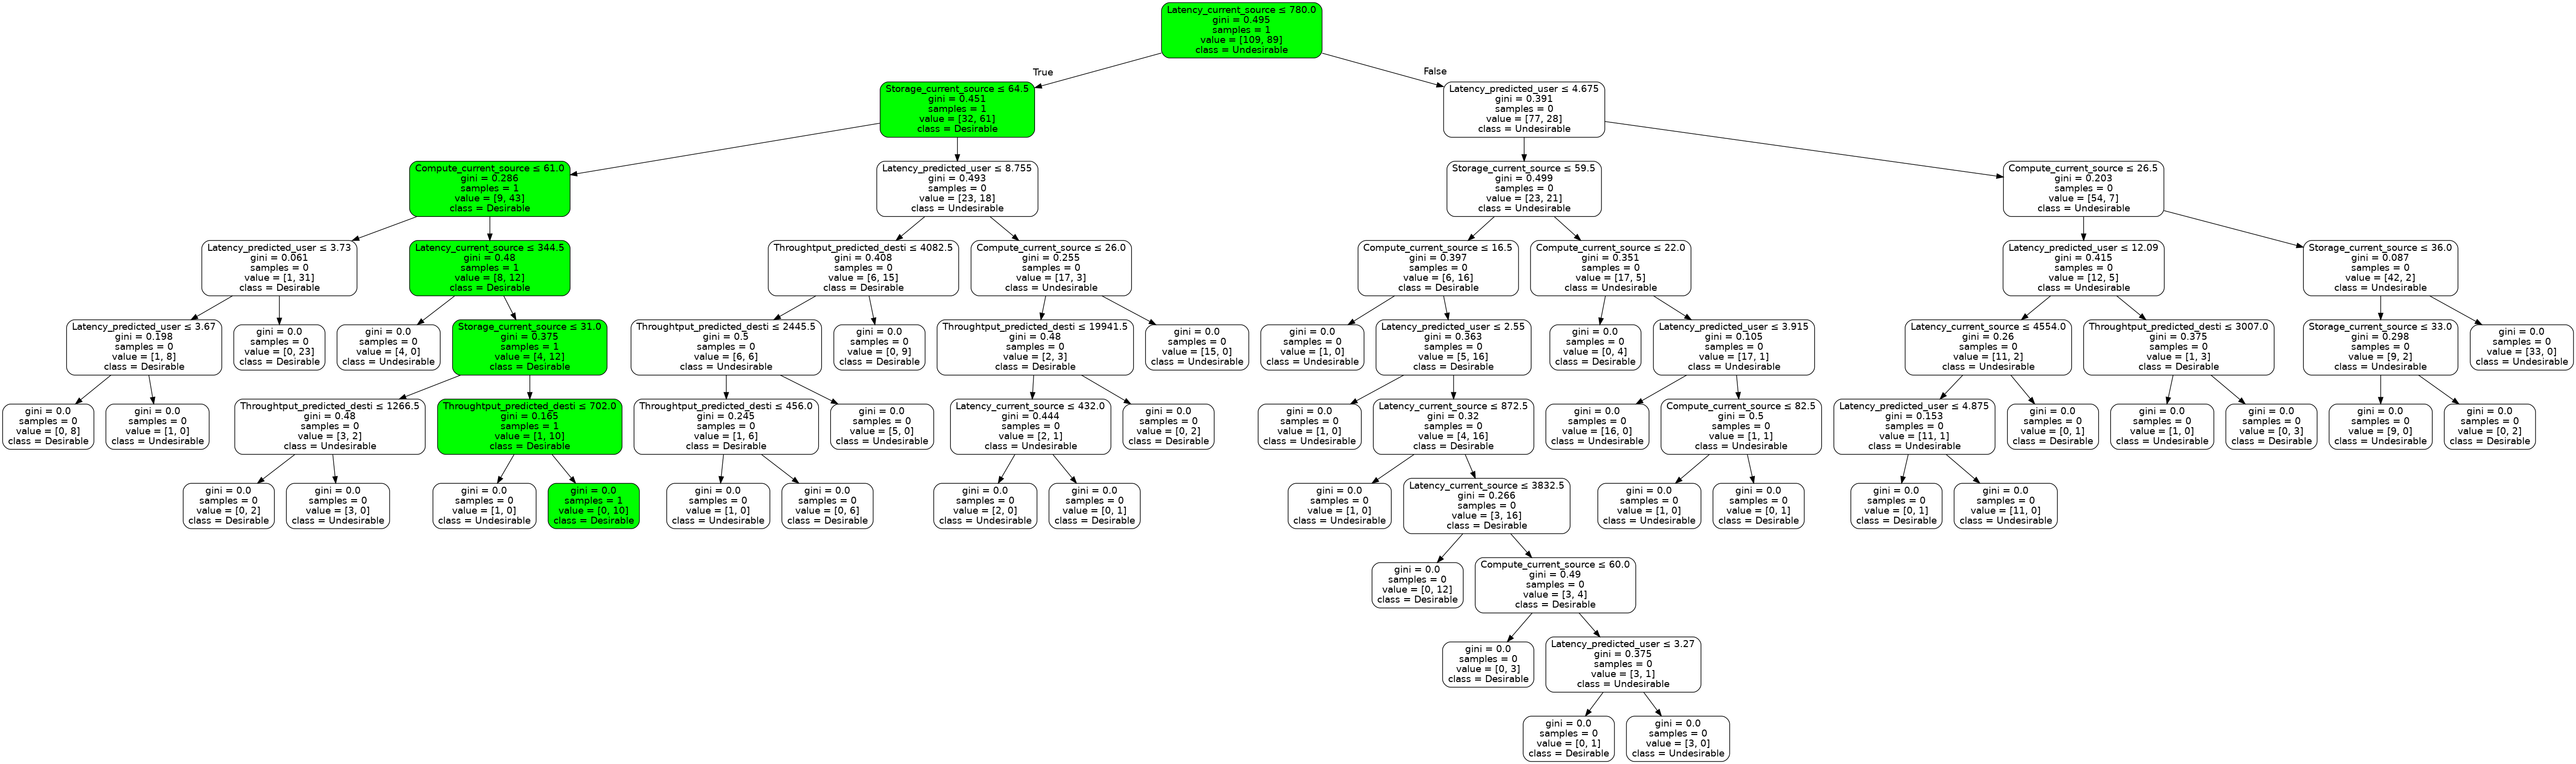 Latency_current_source ≤ 780.0
gini = 0.495
samples = 1
value = [109, 89]
class = Undesirable
True
False
Storage_current_source ≤ 64.5
gini = 0.451
samples = 1
value = [32, 61]
class = Desirable
Latency_predicted_user ≤ 4.675
gini = 0.391
samples = 0
value = [77, 28]
class = Undesirable
Compute_current_source ≤ 61.0
gini = 0.286
samples = 1
value = [9, 43]
class = Desirable
Latency_predicted_user ≤ 8.755
gini = 0.493
samples = 0
value = [23, 18]
class = Undesirable
Storage_current_source ≤ 59.5
gini = 0.499
samples = 0
value = [23, 21]
class = Undesirable
Compute_current_source ≤ 26.5
gini = 0.203
samples = 0
value = [54, 7]
class = Undesirable
Latency_predicted_user ≤ 3.73
gini = 0.061
samples = 0
value = [1, 31]
class = Desirable
Latency_current_source ≤ 344.5
gini = 0.48
samples = 1
value = [8, 12]
class = Desirable
Throughtput_predicted_desti ≤ 4082.5
gini = 0.408
samples = 0
value = [6, 15]
class = Desirable
Compute_current_source ≤ 26.0
gini = 0.255
samples = 0
value = [17, 3]
class = Undesirable
Compute_current_source ≤ 16.5
gini = 0.397
samples = 0
value = [6, 16]
class = Desirable
Compute_current_source ≤ 22.0
gini = 0.351
samples = 0
value = [17, 5]
class = Undesirable
Latency_predicted_user ≤ 12.09
gini = 0.415
samples = 0
value = [12, 5]
class = Undesirable
Storage_current_source ≤ 36.0
gini = 0.087
samples = 0
value = [42, 2]
class = Undesirable
Latency_predicted_user ≤ 3.67
gini = 0.198
samples = 0
value = [1, 8]
class = Desirable
gini = 0.0
samples = 0
value = [0, 23]
class = Desirable
gini = 0.0
samples = 0
value = [4, 0]
class = Undesirable
Storage_current_source ≤ 31.0
gini = 0.375
samples = 1
value = [4, 12]
class = Desirable
Throughtput_predicted_desti ≤ 2445.5
gini = 0.5
samples = 0
value = [6, 6]
class = Undesirable
gini = 0.0
samples = 0
value = [0, 9]
class = Desirable
Throughtput_predicted_desti ≤ 19941.5
gini = 0.48
samples = 0
value = [2, 3]
class = Desirable
gini = 0.0
samples = 0
value = [15, 0]
class = Undesirable
gini = 0.0
samples = 0
value = [1, 0]
class = Undesirable
Latency_predicted_user ≤ 2.55
gini = 0.363
samples = 0
value = [5, 16]
class = Desirable
gini = 0.0
samples = 0
value = [0, 4]
class = Desirable
Latency_predicted_user ≤ 3.915
gini = 0.105
samples = 0
value = [17, 1]
class = Undesirable
Latency_current_source ≤ 4554.0
gini = 0.26
samples = 0
value = [11, 2]
class = Undesirable
Throughtput_predicted_desti ≤ 3007.0
gini = 0.375
samples = 0
value = [1, 3]
class = Desirable
Storage_current_source ≤ 33.0
gini = 0.298
samples = 0
value = [9, 2]
class = Undesirable
gini = 0.0
samples = 0
value = [33, 0]
class = Undesirable
gini = 0.0
samples = 0
value = [0, 8]
class = Desirable
gini = 0.0
samples = 0
value = [1, 0]
class = Undesirable
Throughtput_predicted_desti ≤ 1266.5
gini = 0.48
samples = 0
value = [3, 2]
class = Undesirable
Throughtput_predicted_desti ≤ 702.0
gini = 0.165
samples = 1
value = [1, 10]
class = Desirable
Throughtput_predicted_desti ≤ 456.0
gini = 0.245
samples = 0
value = [1, 6]
class = Desirable
gini = 0.0
samples = 0
value = [5, 0]
class = Undesirable
Latency_current_source ≤ 432.0
gini = 0.444
samples = 0
value = [2, 1]
class = Undesirable
gini = 0.0
samples = 0
value = [0, 2]
class = Desirable
gini = 0.0
samples = 0
value = [1, 0]
class = Undesirable
Latency_current_source ≤ 872.5
gini = 0.32
samples = 0
value = [4, 16]
class = Desirable
gini = 0.0
samples = 0
value = [16, 0]
class = Undesirable
Compute_current_source ≤ 82.5
gini = 0.5
samples = 0
value = [1, 1]
class = Undesirable
Latency_predicted_user ≤ 4.875
gini = 0.153
samples = 0
value = [11, 1]
class = Undesirable
gini = 0.0
samples = 0
value = [0, 1]
class = Desirable
gini = 0.0
samples = 0
value = [1, 0]
class = Undesirable
gini = 0.0
samples = 0
value = [0, 3]
class = Desirable
gini = 0.0
samples = 0
value = [9, 0]
class = Undesirable
gini = 0.0
samples = 0
value = [0, 2]
class = Desirable
gini = 0.0
samples = 0
value = [0, 2]
class = Desirable
gini = 0.0
samples = 0
value = [3, 0]
class = Undesirable
gini = 0.0
samples = 0
value = [1, 0]
class = Undesirable
gini = 0.0
samples = 1
value = [0, 10]
class = Desirable
gini = 0.0
samples = 0
value = [1, 0]
class = Undesirable
gini = 0.0
samples = 0
value = [0, 6]
class = Desirable
gini = 0.0
samples = 0
value = [2, 0]
class = Undesirable
gini = 0.0
samples = 0
value = [0, 1]
class = Desirable
gini = 0.0
samples = 0
value = [1, 0]
class = Undesirable
Latency_current_source ≤ 3832.5
gini = 0.266
samples = 0
value = [3, 16]
class = Desirable
gini = 0.0
samples = 0
value = [1, 0]
class = Undesirable
gini = 0.0
samples = 0
value = [0, 1]
class = Desirable
gini = 0.0
samples = 0
value = [0, 1]
class = Desirable
gini = 0.0
samples = 0
value = [11, 0]
class = Undesirable
gini = 0.0
samples = 0
value = [0, 12]
class = Desirable
Compute_current_source ≤ 60.0
gini = 0.49
samples = 0
value = [3, 4]
class = Desirable
gini = 0.0
samples = 0
value = [0, 3]
class = Desirable
Latency_predicted_user ≤ 3.27
gini = 0.375
samples = 0
value = [3, 1]
class = Undesirable
gini = 0.0
samples = 0
value = [0, 1]
class = Desirable
gini = 0.0
samples = 0
value = [3, 0]
class = Undesirable